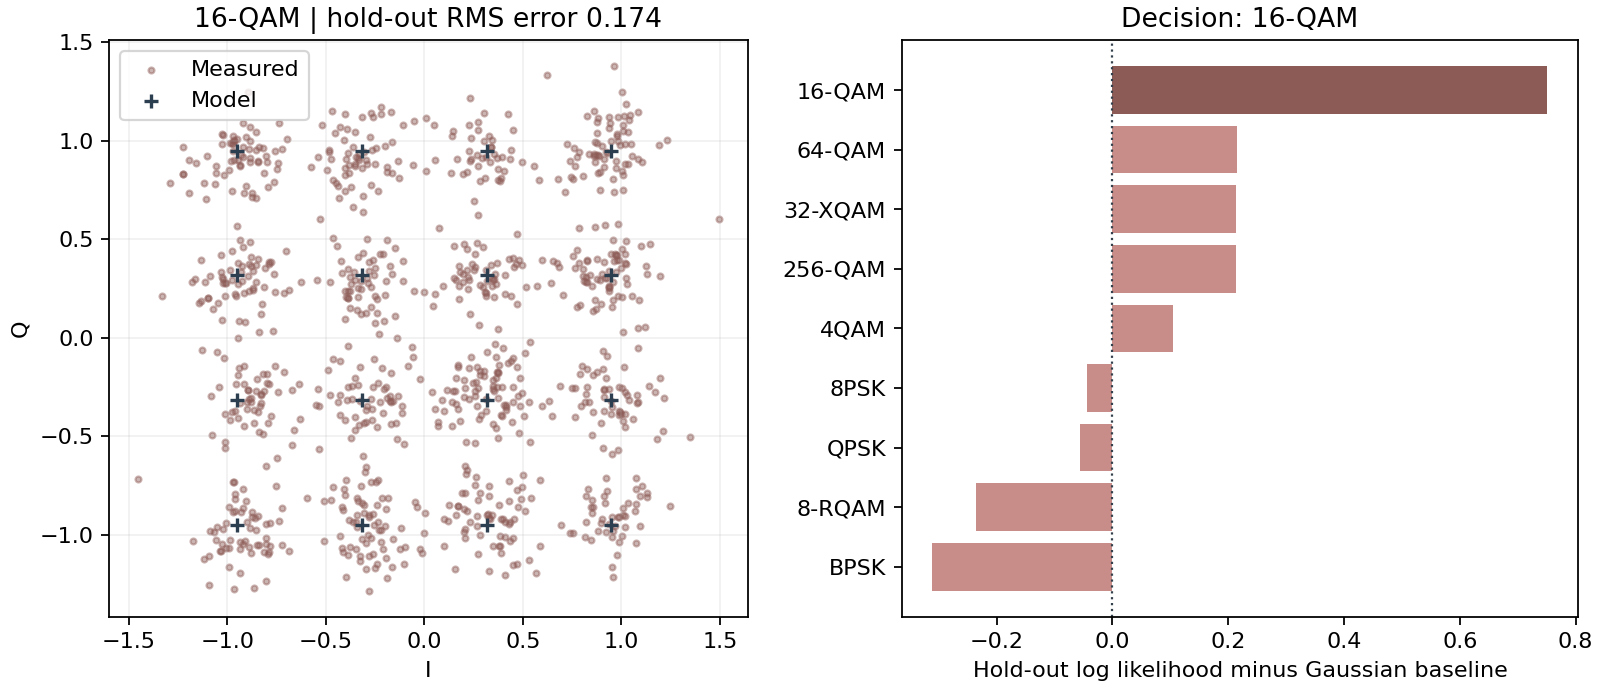 16-QAM | hold-out RMS error 0.174
Measured
Model
1.5
1.0
0.5
0.0
−0.5
−1.0
Q
−1.5
−1.0
−0.5
0.0
0.5
1.0
1.5
I
Decision: 16-QAM
16-QAM
64-QAM
32-XQAM
256-QAM
4QAM
8PSK
QPSK
8-RQAM
BPSK
−0.2
0.0
0.2
0.4
0.6
0.8
Hold-out log likelihood minus Gaussian baseline